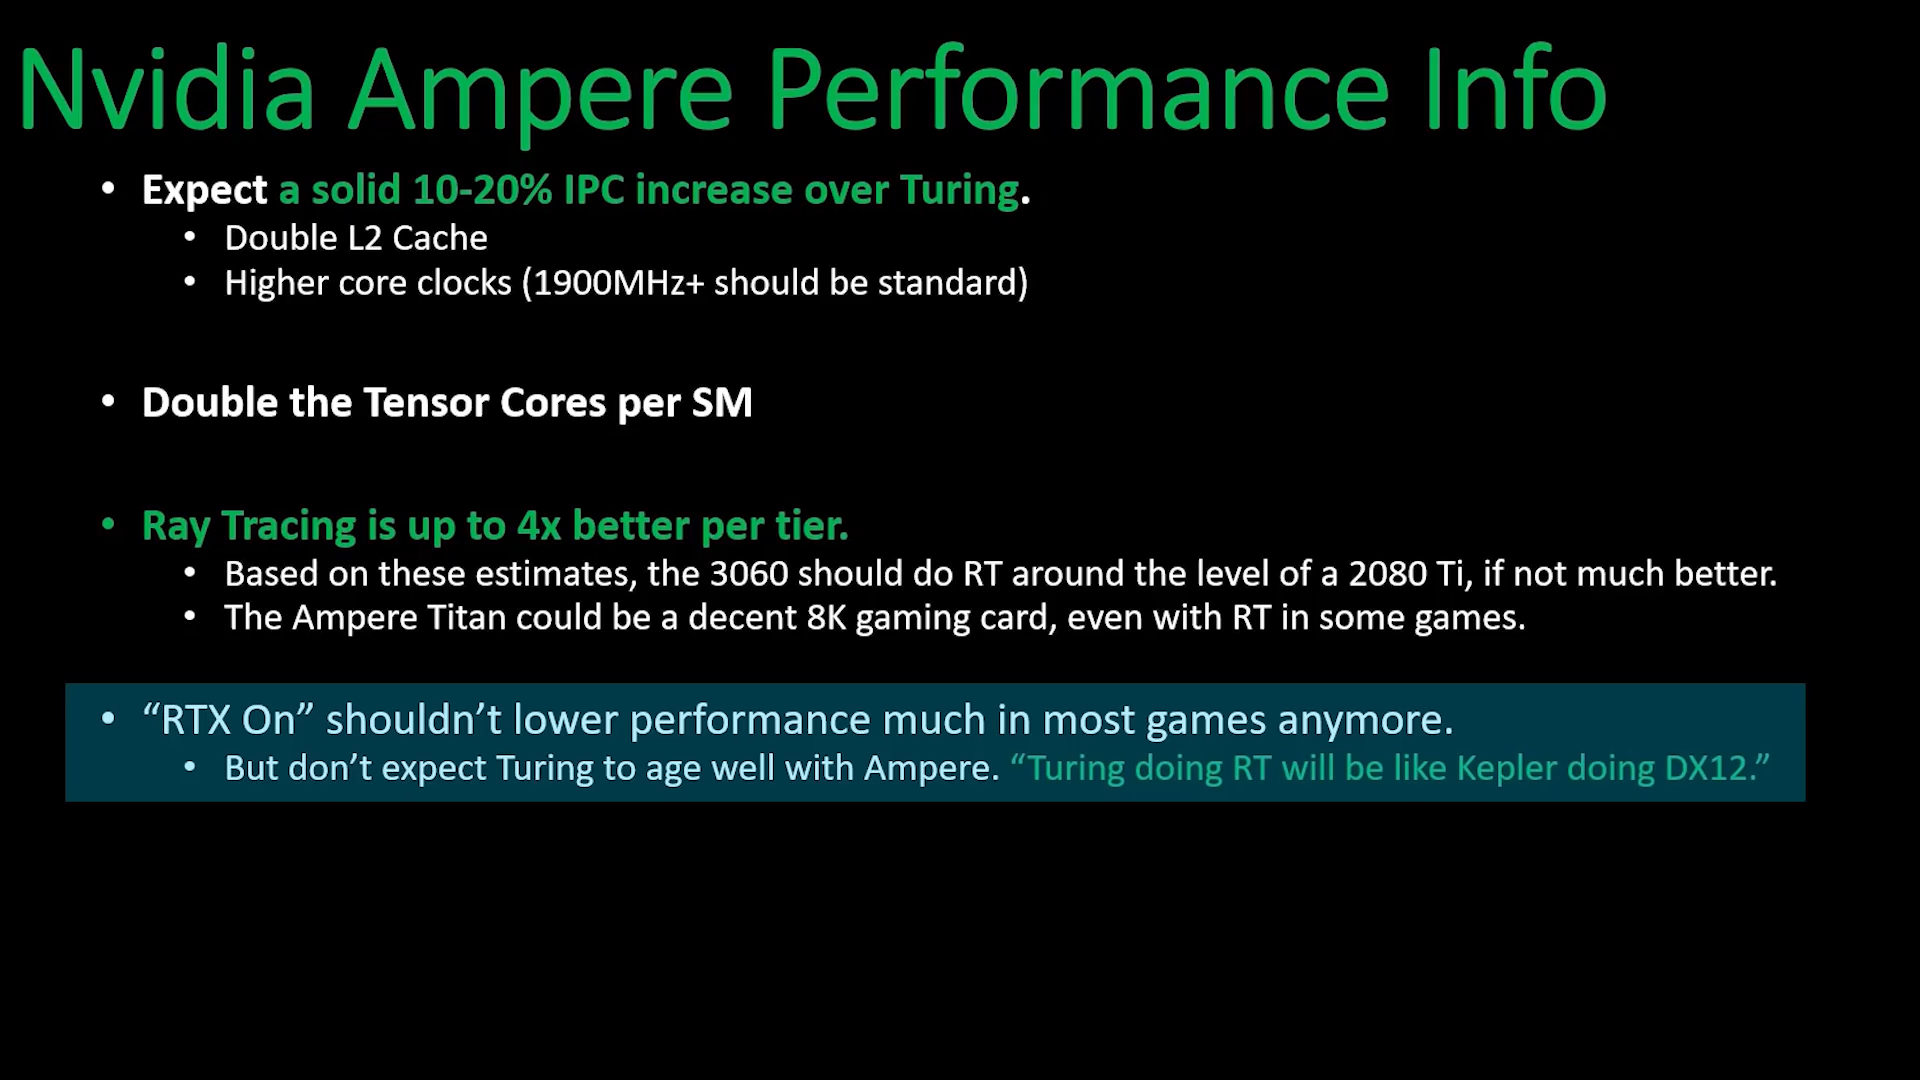 Nvidia Ampere Performance Info
• Expect a solid 10-20% IPC increase over Turing.
• Double L2 Cache
• Higher core clocks (1900MHz+ should be standard)
• Double the Tensor Cores per SM
• Ray Tracing is up to 4x better per tier.
• Based on these estimates, the 3060 should do RT around the level of a 2080 Ti, if not much better.
• The Ampere Titan could be a decent 8K gaming card, even with RT in some games.
• “RTX On” shouldn’t lower performance much in most games anymore.
• But don’t expect Turing to age well with Ampere. “Turing doing RT will be like Kepler doing DX12.”